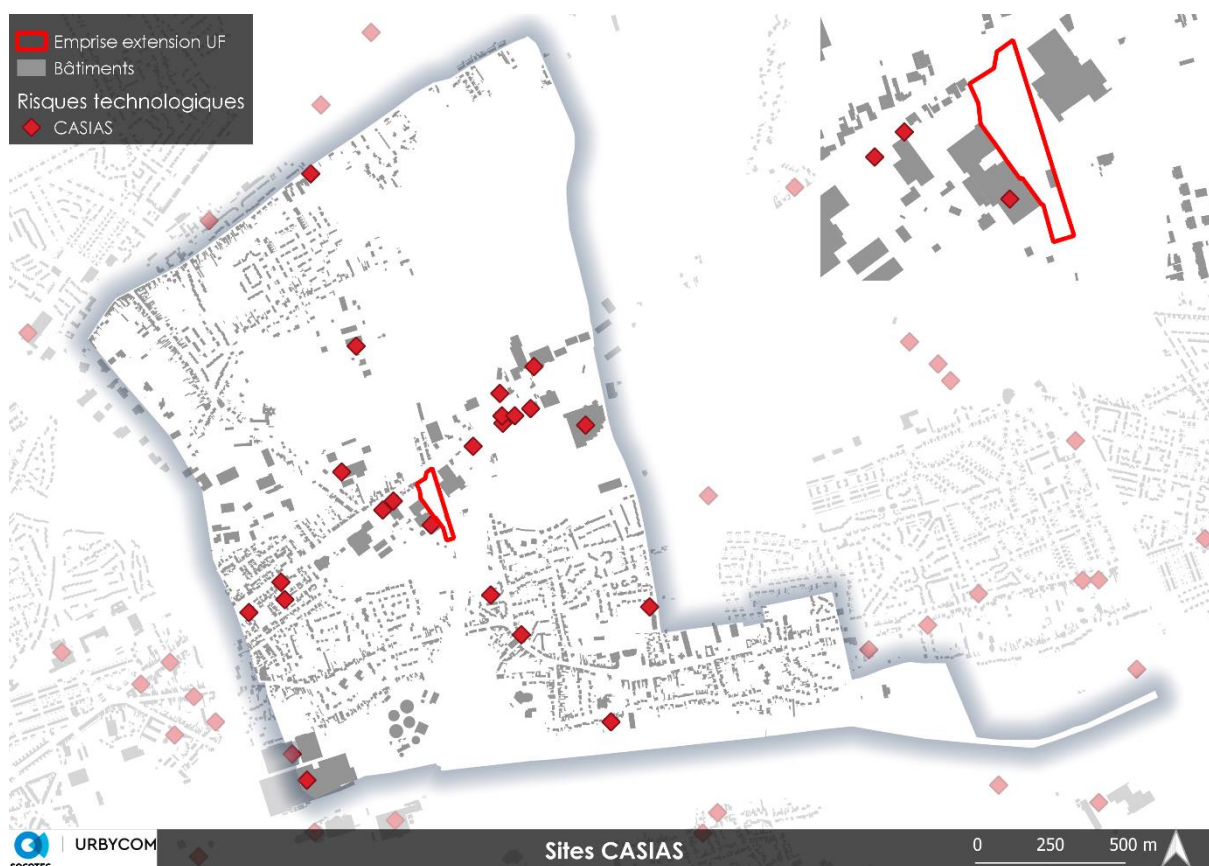 Emprise extension UF
Bâtiments
Risques technologiques
CASIAS
URBYCOM
Sites CASIAS
0 250 500 m